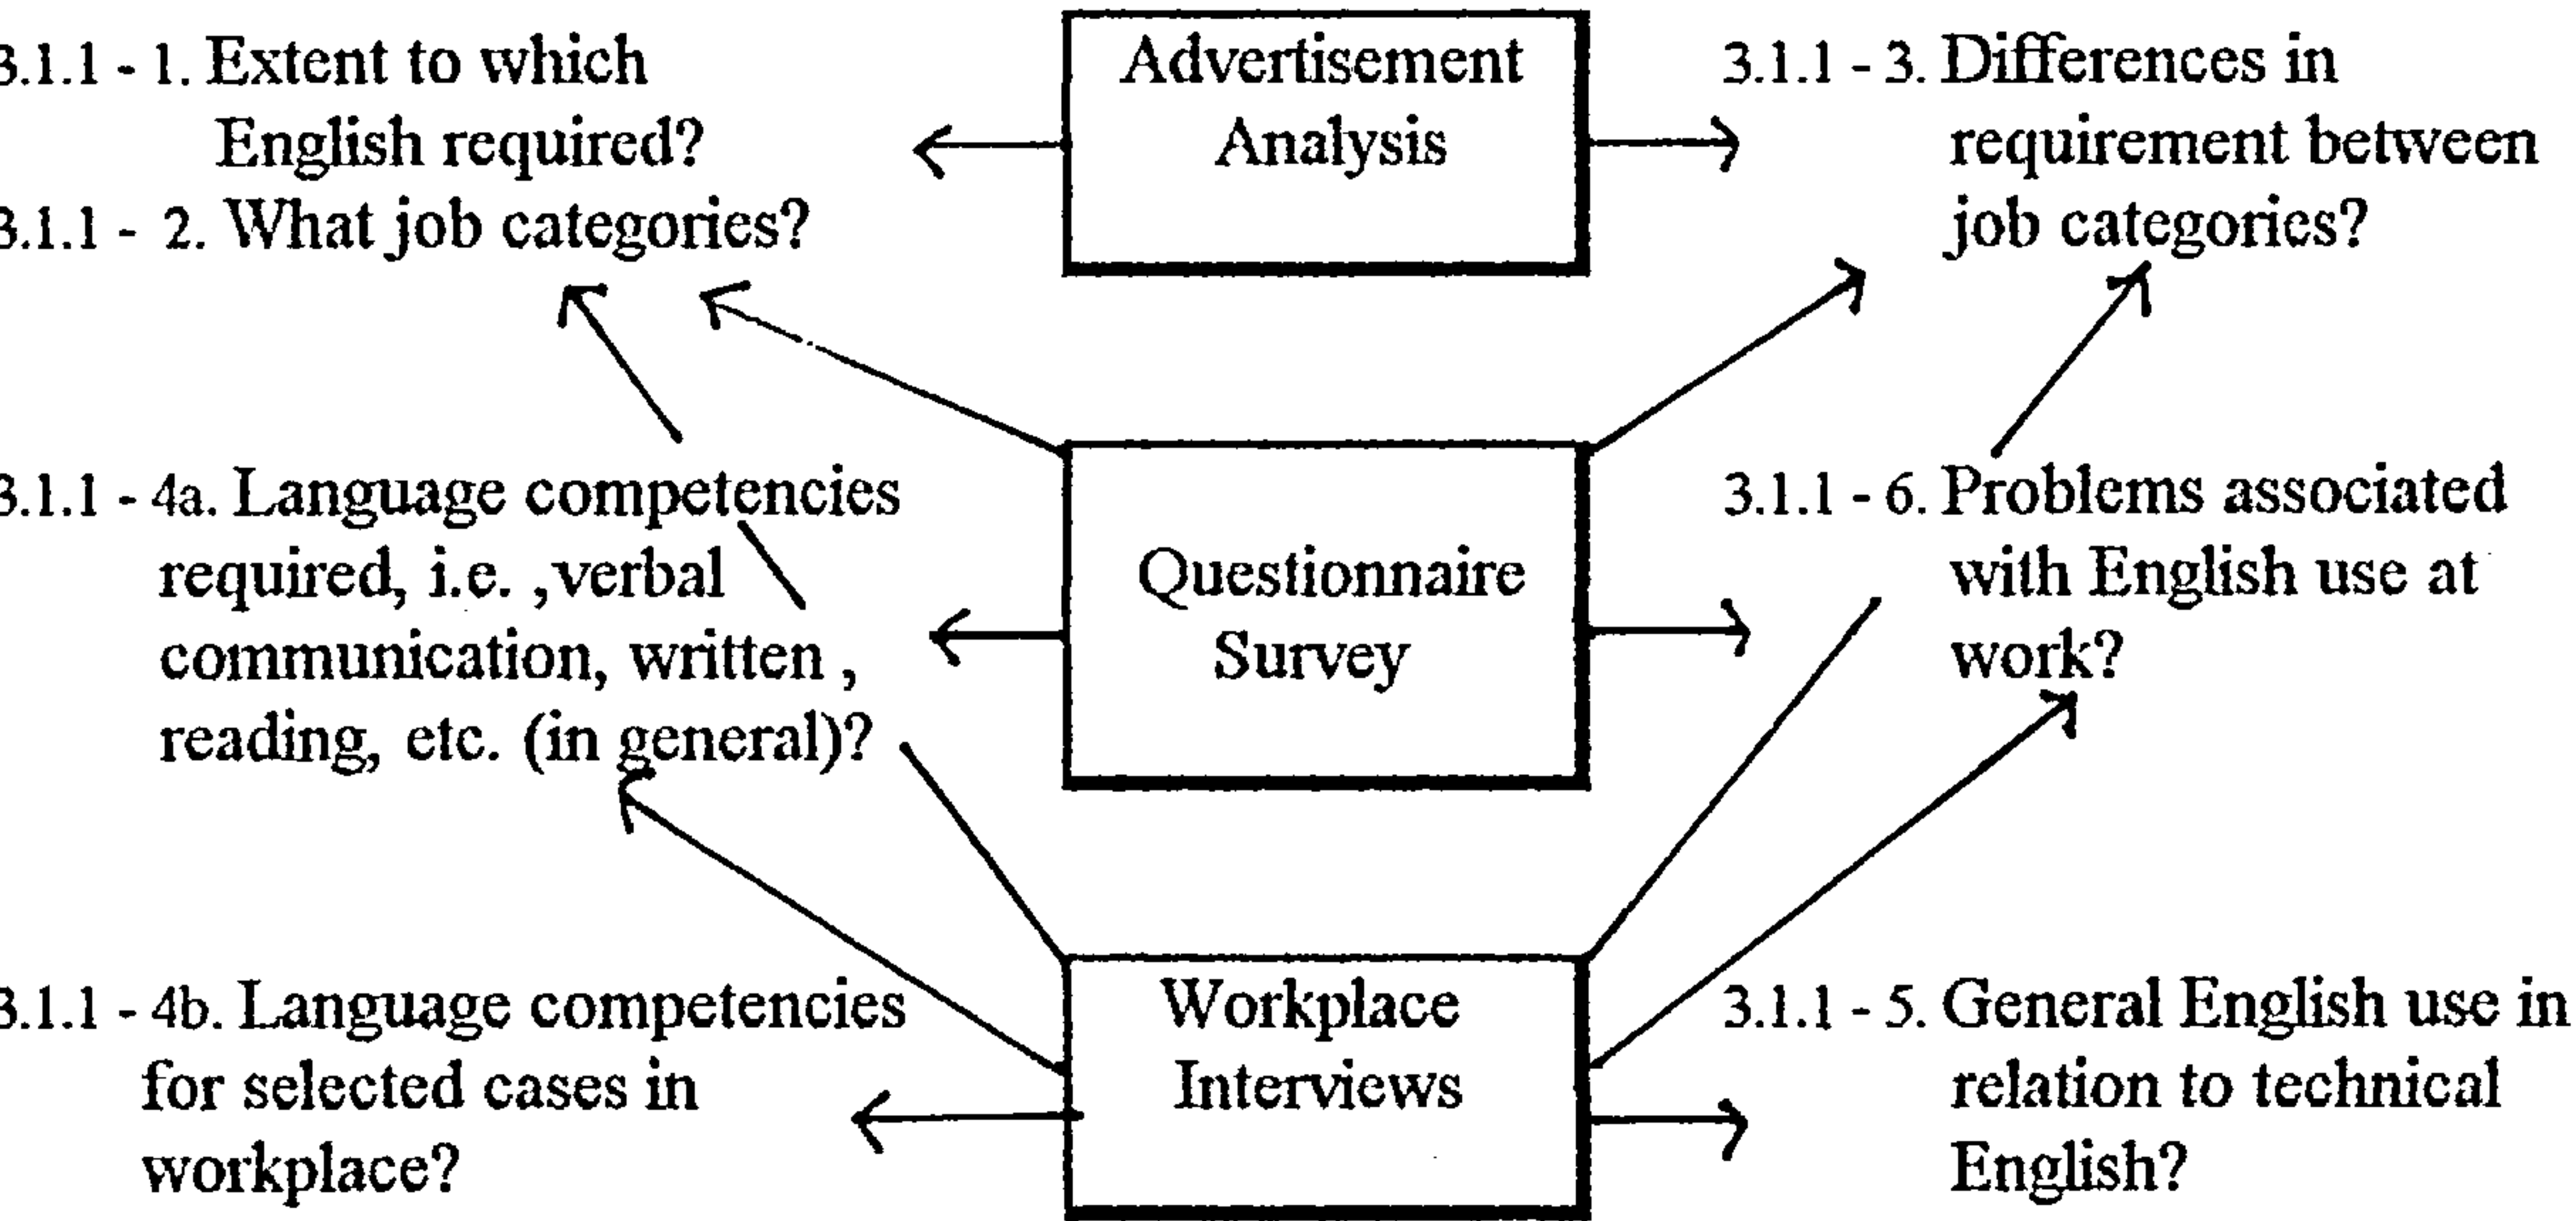 3.1.1 - 1. Extent to which
English required?
3.1.1 - 2. What job categories?
Advertisement
Analysis
3.1.1 - 3. Differences in
requirement between
job categories?
3.1.1 - 4a. Language competencies
required, i.e. ,verbal
communication, written ,
reading, etc. (in general)?
Questionnaire
Survey
3.1.1 - 6. Problems associated
with English use at
work?
3.1.1 - 4b. Language competencies
for selected cases in
workplace?
Workplace
Interviews
3.1.1 - 5. General English use in
relation to technical
English?